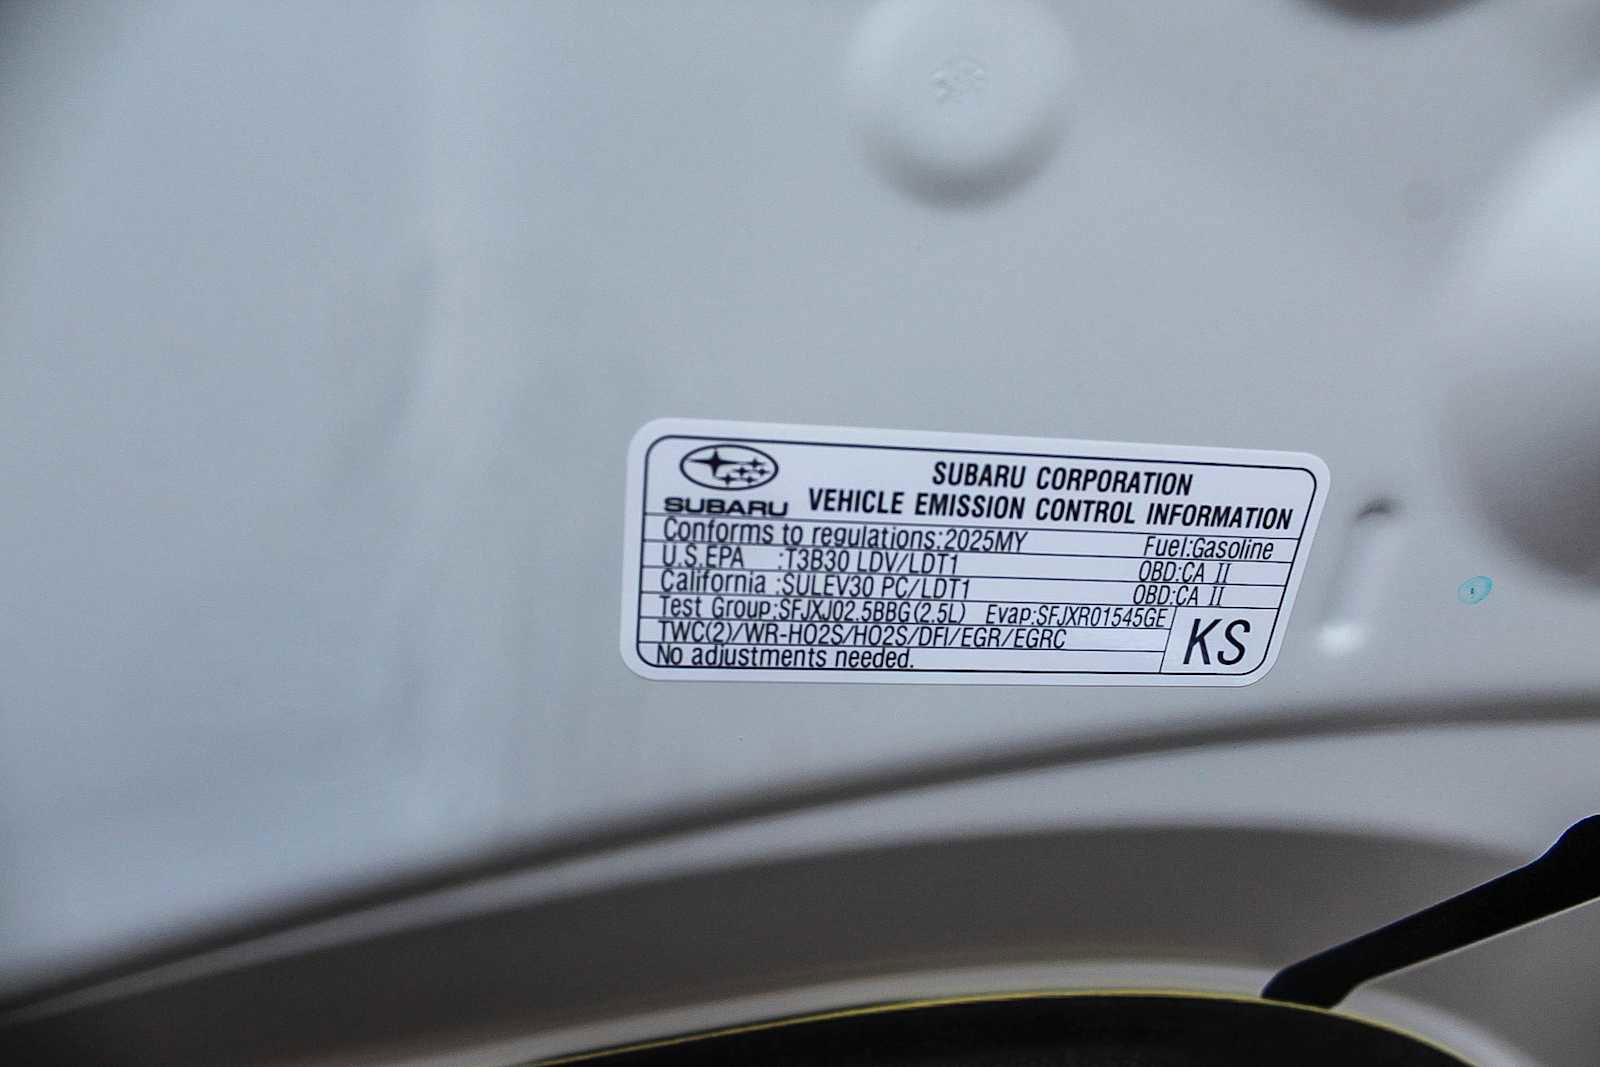 SUBARU
SUBARU CORPORATION
VEHICLE EMISSION CONTROL INFORMATION
Conforms to regulations:2025MY Fuel:Gasoline
U.S.EPA :T3B30 LDV/LDT1 OBD:CA II
California :SULEV30 PC/LDT1 OBD:CA II
Test Group:SFJXJ02.5BBG(2.5L) Evap:SFJXR01545GE
TWC(2)/WR-HO2S/HO2S/DFI/EGR/EGRC
No adjustments needed.
KS